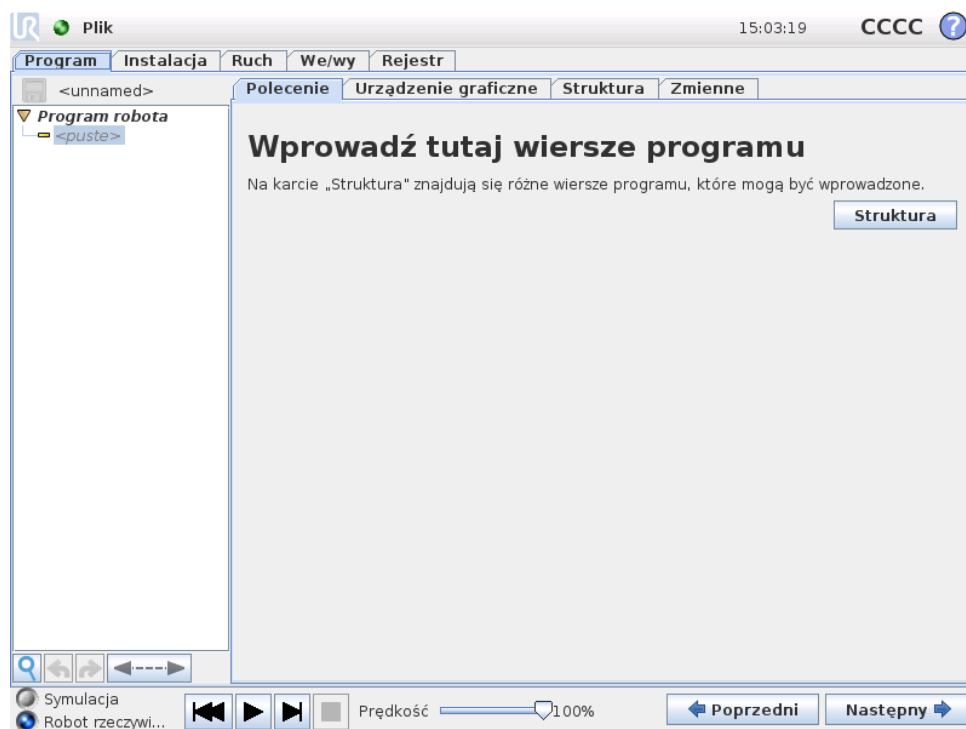 UR Plik 15:03:19 CCCC ?
Program Instalacja Ruch We/wy Rejestr
<unnamed>
Polecenie Urządzenie graficzne Struktura Zmienne
Program robota
<puste>
Wprowadź tutaj wiersze programu
Na karcie „Struktura" znajdują się różne wiersze programu, które mogą być wprowadzone.
Struktura
Symulacja
Robot rzeczywi...
Prędkość 100%
Poprzedni Następny